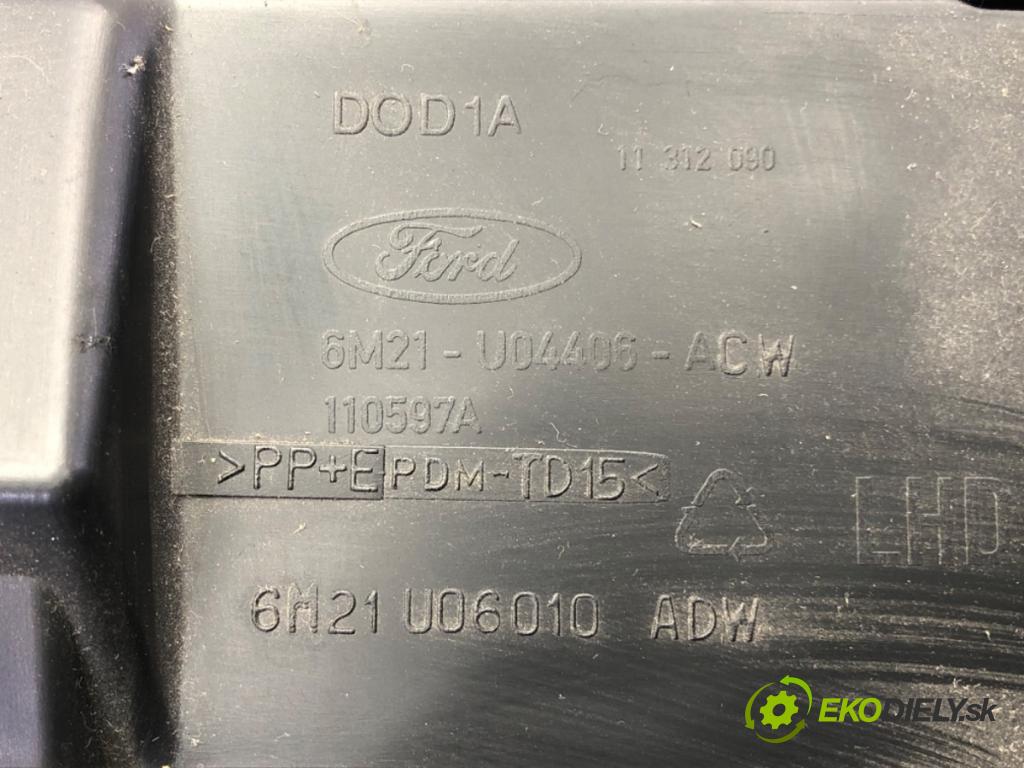 DOD1A
11 312 090
Ford
6M21-U04406-ACW
110597A
>PP+EPDM-TD15<
LHD
6M21 U06010 ADW
EKODIELY.sk